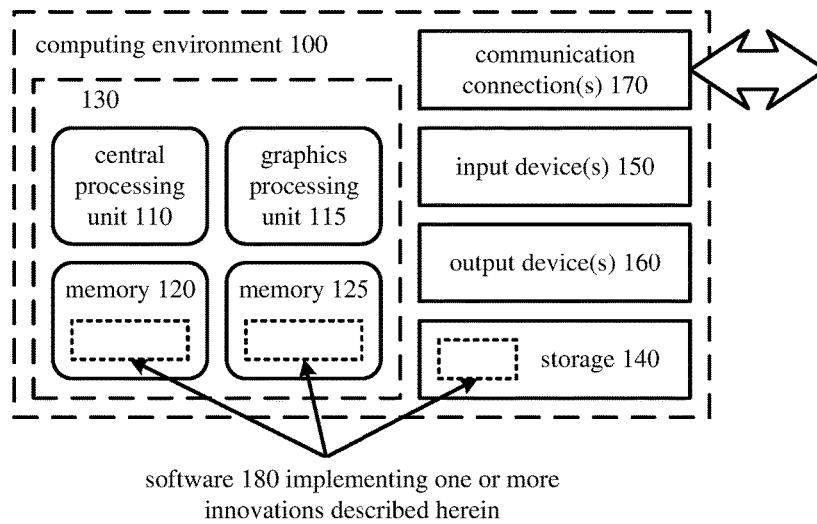 computing environment 100
130
central
processing
unit 110
graphics
processing
unit 115
memory 120
memory 125
communication
connection(s) 170
input device(s) 150
output device(s) 160
storage 140
software 180 implementing one or more
innovations described herein